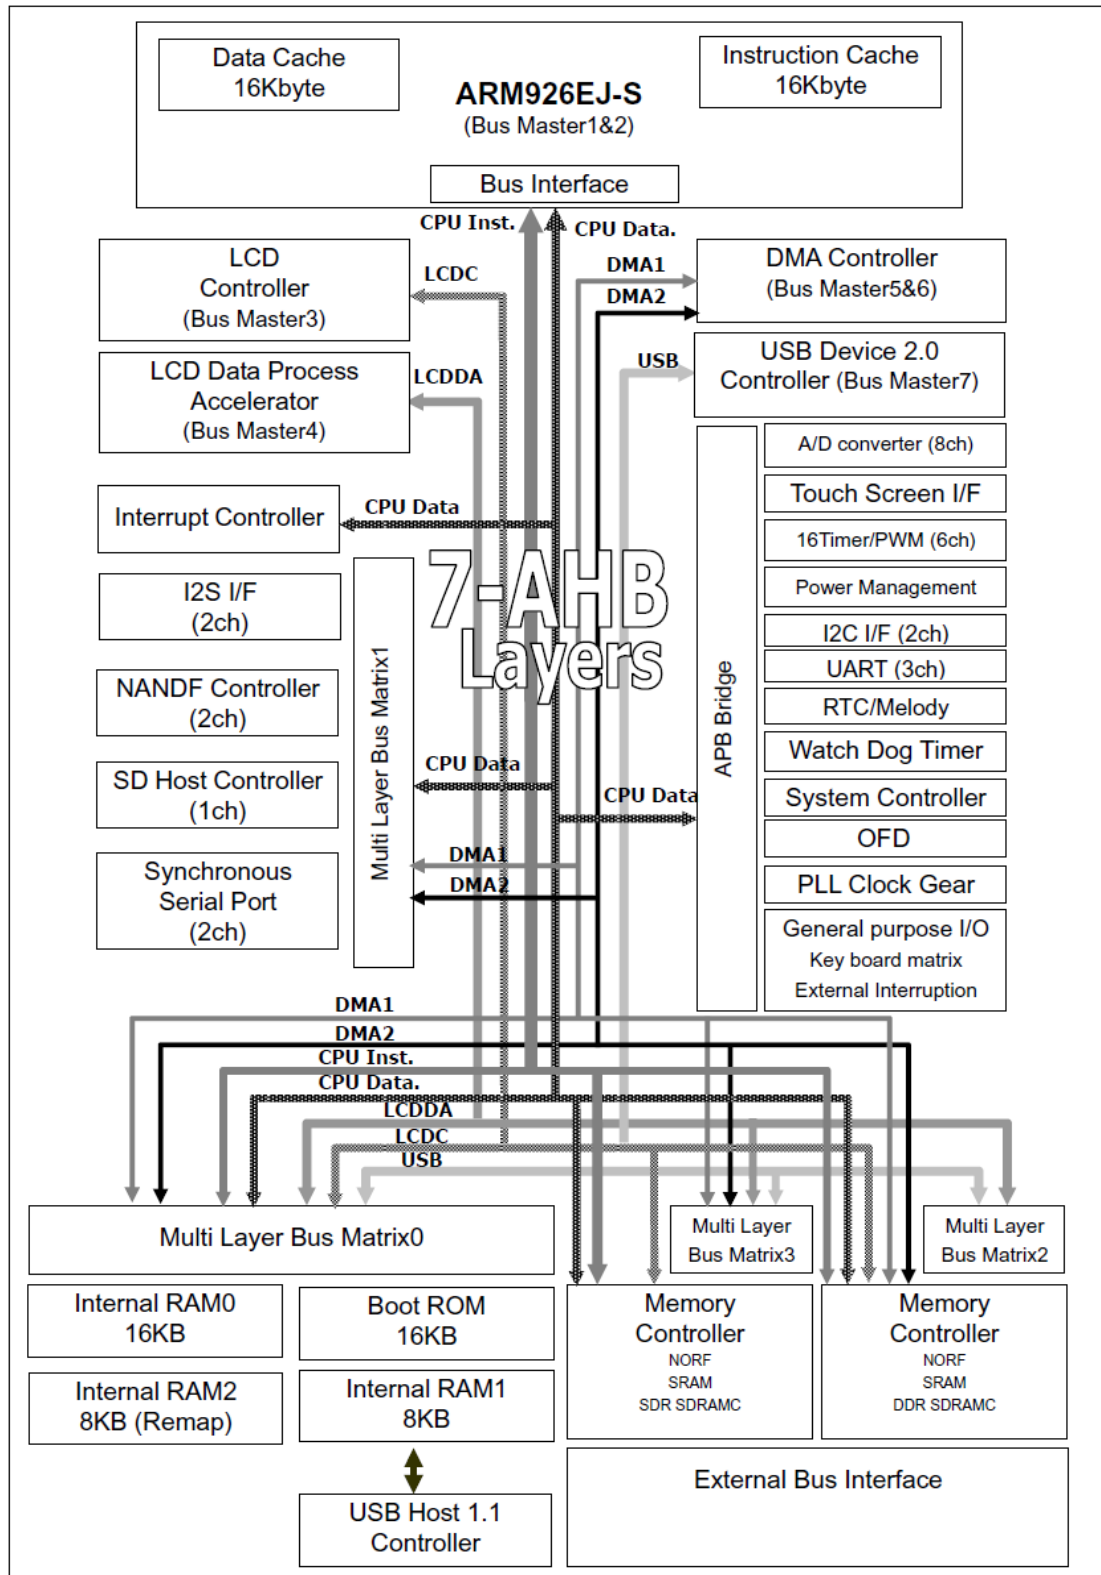 Data Cache
16Kbyte
Instruction Cache
16Kbyte
ARM926EJ-S
(Bus Master1&2)
Bus Interface
CPU Inst.
CPU Data.
LCD
Controller
(Bus Master3)
LCDC
DMA1
DMA2
DMA Controller
(Bus Master5&6)
LCD Data Process
Accelerator
(Bus Master4)
LCDDA
USB
USB Device 2.0
Controller (Bus Master7)
Interrupt Controller
CPU Data
I2S I/F
(2ch)
NANDF Controller
(2ch)
SD Host Controller
(1ch)
Synchronous
Serial Port
(2ch)
Multi Layer Bus Matrix1
7-AHB
Layers
CPU Data
CPU Data
DMA1
DMA2
APB Bridge
A/D converter (8ch)
Touch Screen I/F
16Timer/PWM (6ch)
Power Management
I2C I/F (2ch)
UART (3ch)
RTC/Melody
Watch Dog Timer
System Controller
OFD
PLL Clock Gear
General purpose I/O
Key board matrix
External Interruption
DMA1
DMA2
CPU Inst.
CPU Data.
LCDDA
LCDC
USB
Multi Layer Bus Matrix0
Multi Layer
Bus Matrix3
Multi Layer
Bus Matrix2
Internal RAM0
16KB
Boot ROM
16KB
Internal RAM2
8KB (Remap)
Internal RAM1
8KB
Memory
Controller
NORF
SRAM
SDR SDRAMC
Memory
Controller
NORF
SRAM
DDR SDRAMC
USB Host 1.1
Controller
External Bus Interface